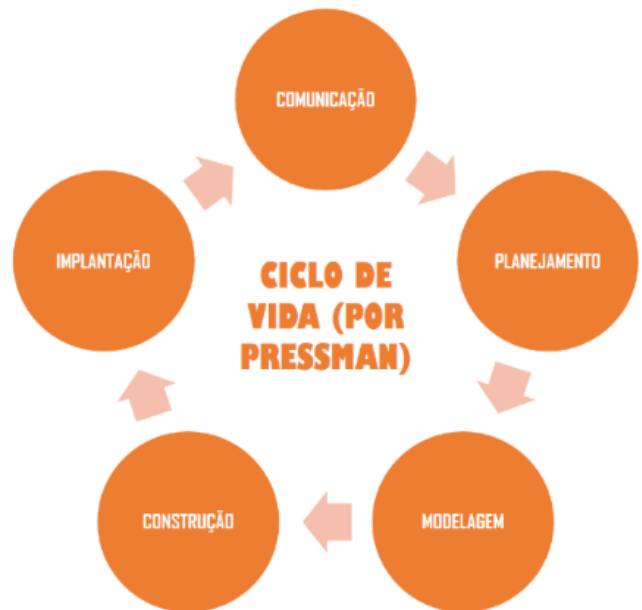 COMUNICAÇÃO
IMPLANTAÇÃO
PLANEJAMENTO
CICLO DE
VIDA (POR
PRESSMAN)
CONSTRUÇÃO
MODELAGEM